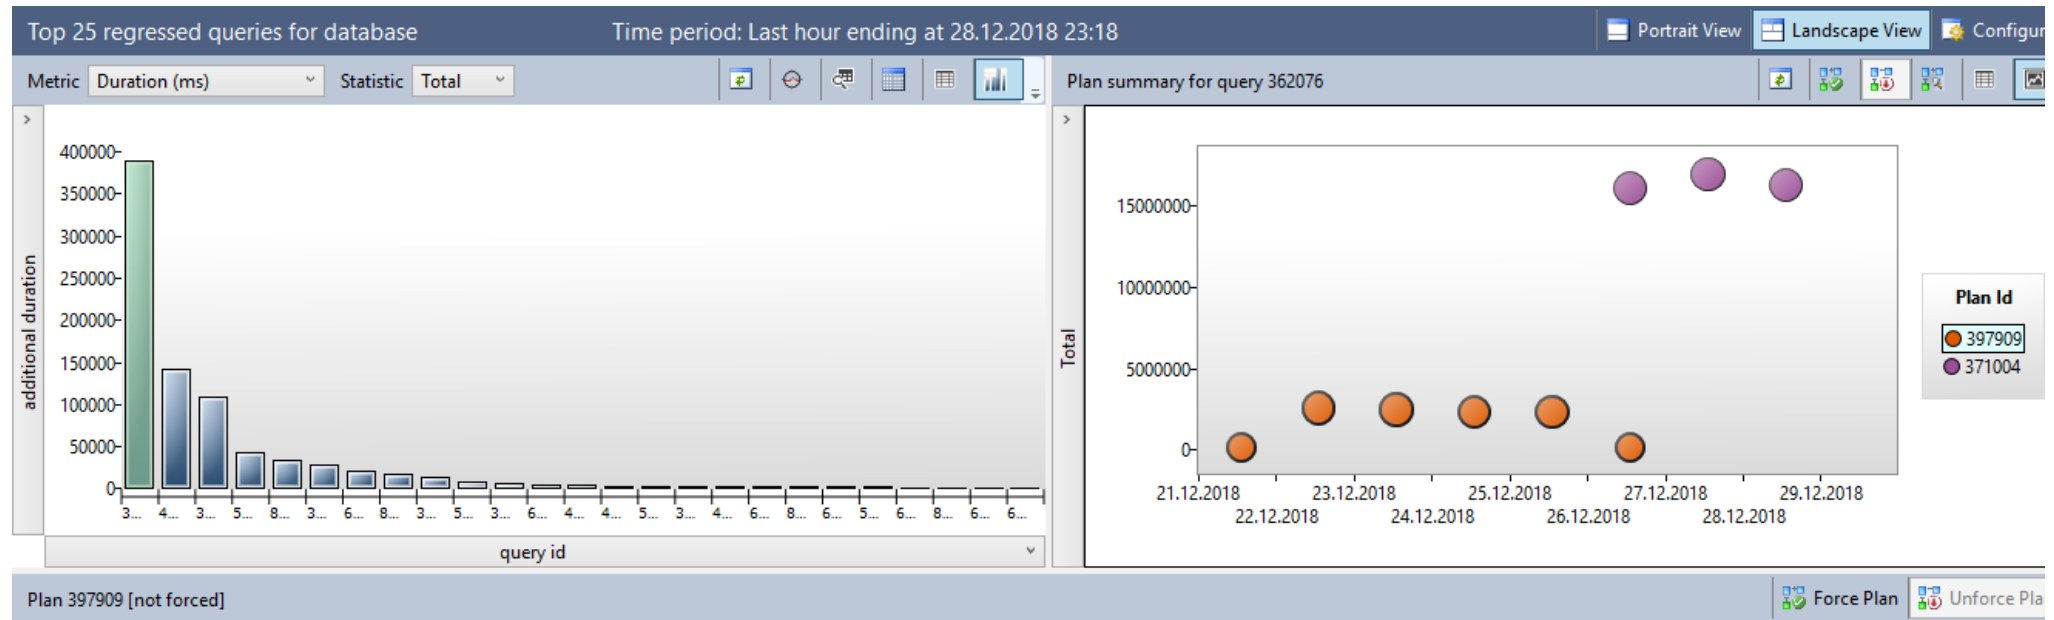 Top 25 regressed queries for database
Time period: Last hour ending at 28.12.2018 23:18
Portrait View
Landscape View
Configur
Metric
Duration (ms)
Statistic
Total
Plan summary for query 362076
additional duration
400000
350000
300000
250000
200000
150000
100000
50000
0
3... 4... 3... 5... 8... 3... 6... 8... 3... 5... 3... 6... 4... 4... 5... 3... 4... 6... 8... 6... 5... 6... 8... 6... 6...
query id
Total
15000000
10000000
5000000
0
21.12.2018 23.12.2018 25.12.2018 27.12.2018 29.12.2018
22.12.2018 24.12.2018 26.12.2018 28.12.2018
Plan Id
397909
371004
Plan 397909 [not forced]
Force Plan
Unforce Pla